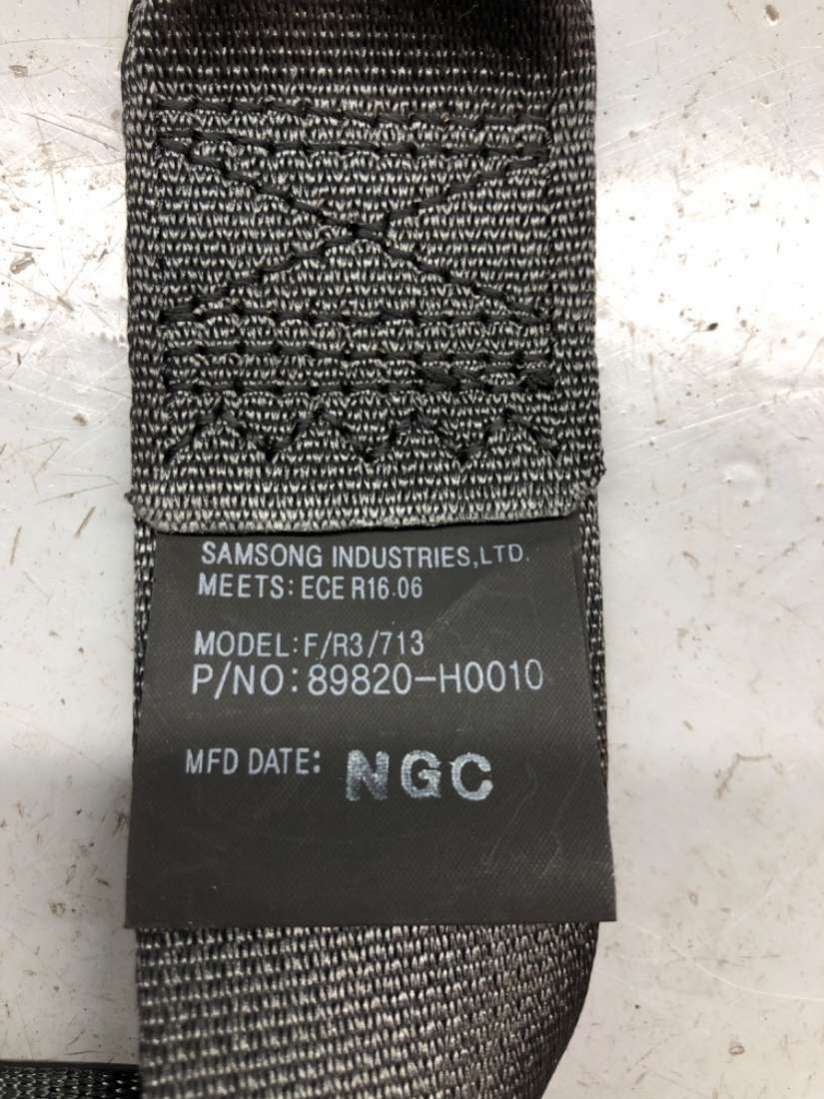 SAMSONG INDUSTRIES,LTD.
MEETS: ECE R16.06
MODEL: F/R3/713
P/NO: 89820-H0010
MFD DATE: NGC